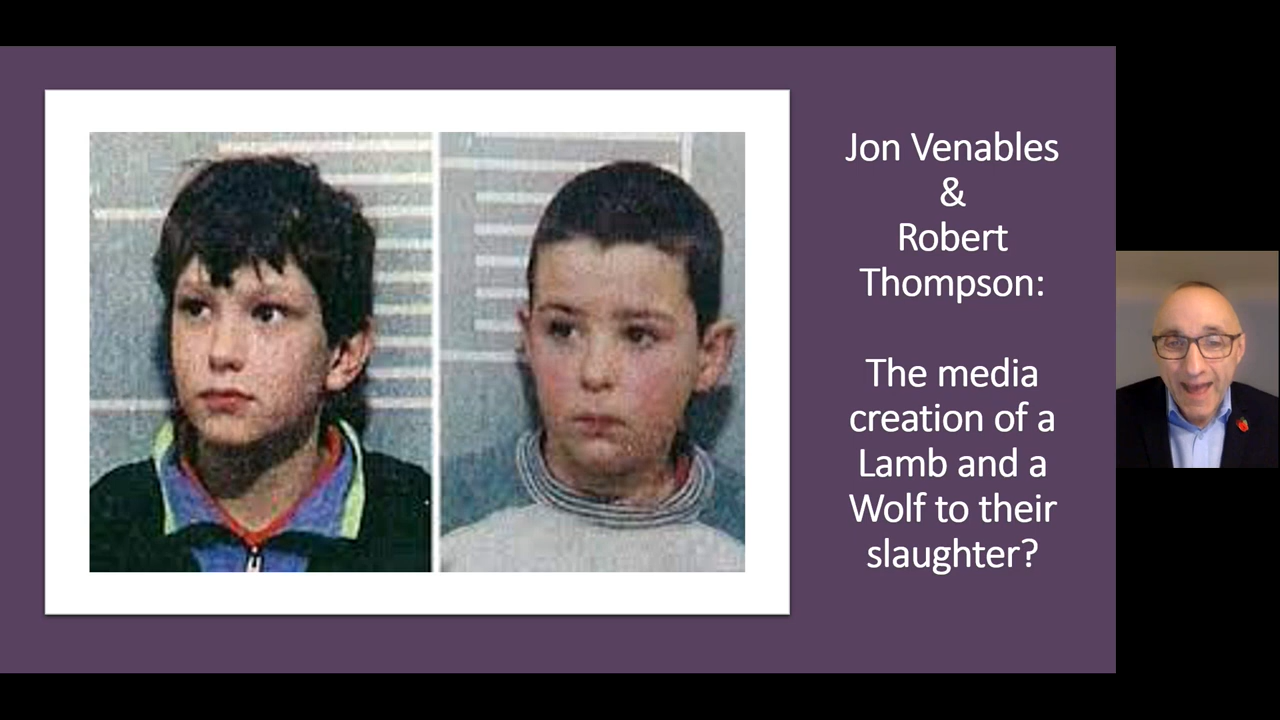 Jon Venables
&
Robert
Thompson:
The media
creation of a
Lamb and a
Wolf to their
slaughter?